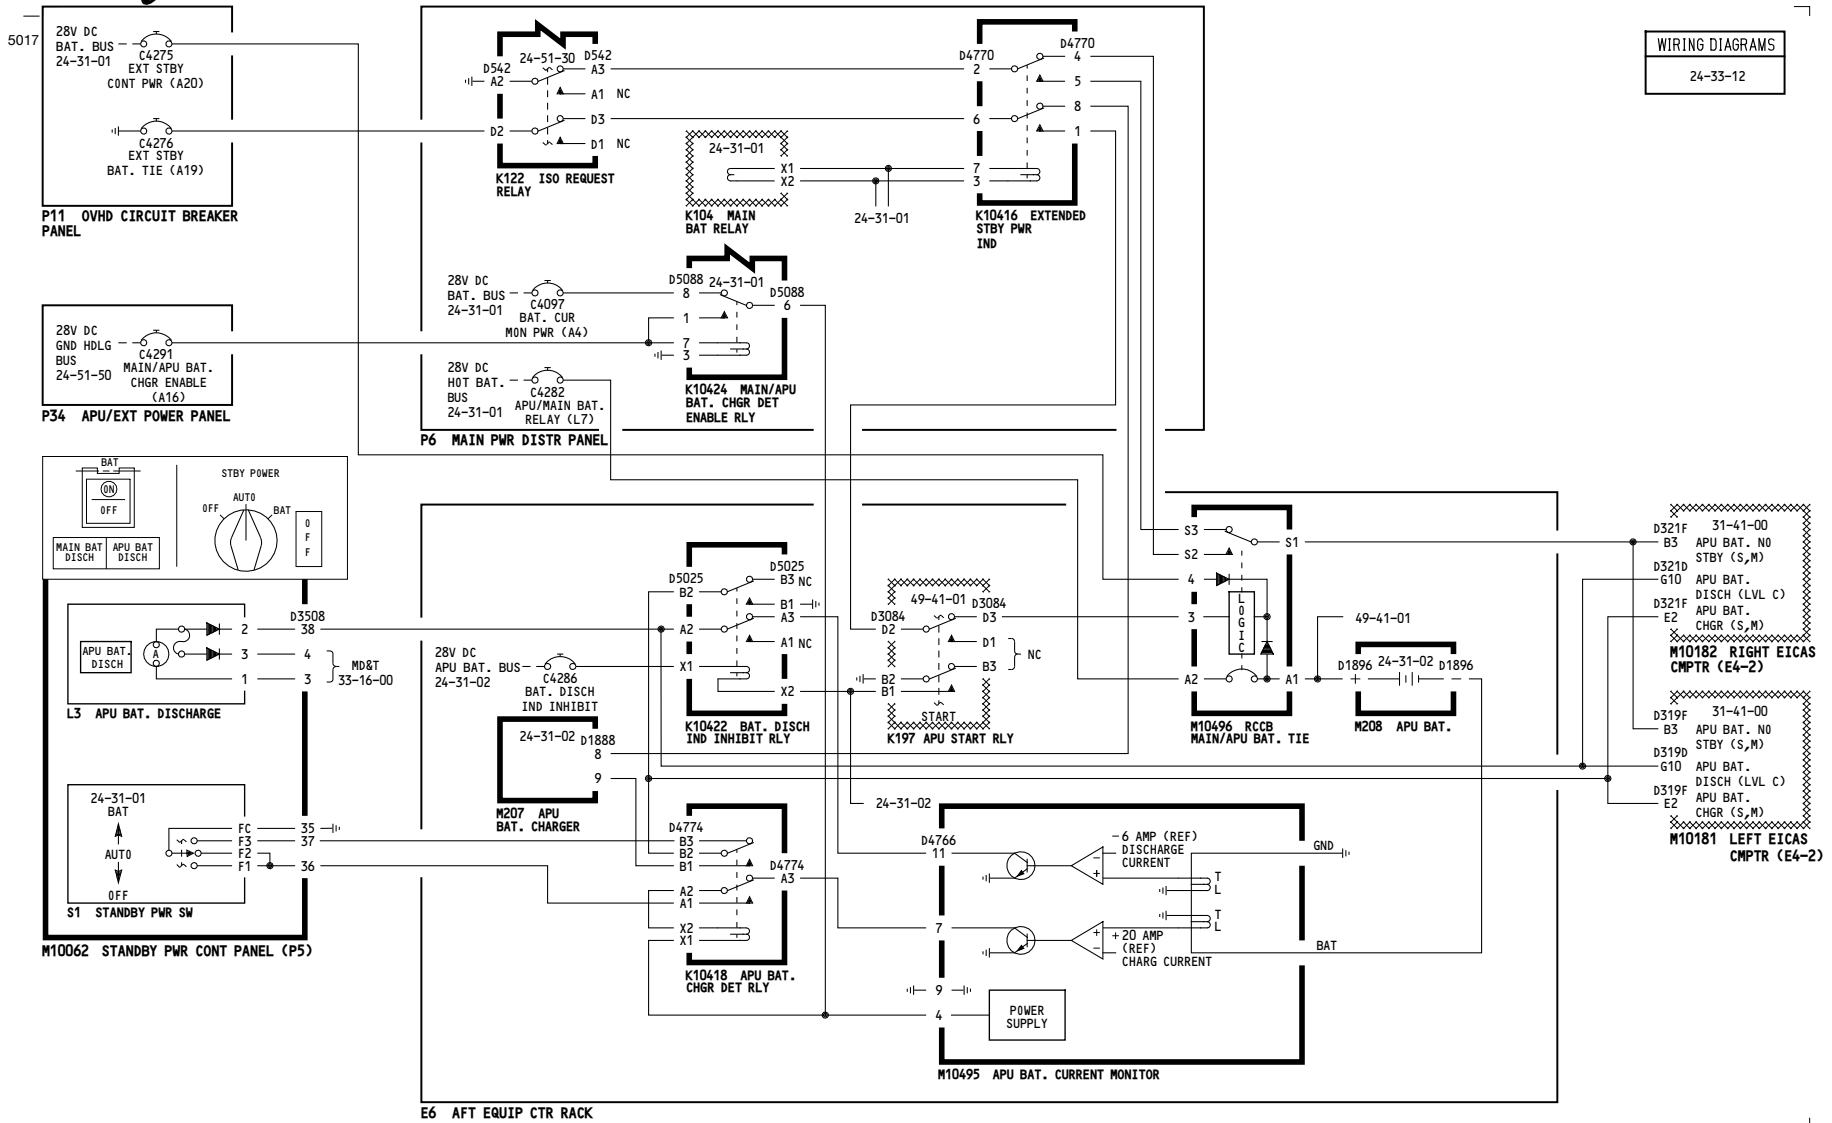 5017
28V DC
BAT. BUS
24-31-01
C4275
EXT STBY
CONT PWR (A20)
C4276
EXT STBY
BAT. TIE (A19)
P11 OVHD CIRCUIT BREAKER
PANEL
28V DC
GND HDLG
BUS
24-51-50
C4291
MAIN/APU BAT.
CHGR ENABLE
(A16)
P34 APU/EXT POWER PANEL
WIRING DIAGRAMS
24-33-12
D542
24-51-30
D542
A2
A3
A1 NC
D2
D3
D1 NC
K122 ISO REQUEST
RELAY
24-31-01
X1
X2
K104 MAIN
BAT RELAY
24-31-01
D4770
D4770
2
4
5
6
8
1
7
3
K10416 EXTENDED
STBY PWR
IND
28V DC
BAT. BUS
24-31-01
C4097
BAT. CUR
MON PWR (A4)
28V DC
HOT BAT.
BUS
24-31-01
C4282
APU/MAIN BAT.
RELAY (L7)
D5088
24-31-01
D5088
8
6
1
7
3
K10424 MAIN/APU
BAT. CHGR DET
ENABLE RLY
P6 MAIN PWR DISTR PANEL
BAT
ON
OFF
MAIN BAT
DISCH
APU BAT
DISCH
STBY POWER
AUTO
OFF
BAT
O
F
F
APU BAT.
DISCH
A
2
3
1
D3508
38
4
3
MD&T
33-16-00
L3 APU BAT. DISCHARGE
24-31-01
BAT
AUTO
OFF
FC
F3
F2
F1
35
37
36
S1 STANDBY PWR SW
M10062 STANDBY PWR CONT PANEL (P5)
28V DC
APU BAT. BUS
24-31-02
C4286
BAT. DISCH
IND INHIBIT
D5025
D5025
B2
B3 NC
B1
A2
A3
A1 NC
X1
X2
K10422 BAT. DISCH
IND INHIBIT RLY
24-31-02
D1888
8
9
M207 APU
BAT. CHARGER
49-41-01
D3084
D3084
D2
D3
D1
B3
NC
B2
B1
START
K197 APU START RLY
24-31-02
S3
S2
S1
4
3
L
O
G
I
C
A2
A1
M10496 RCCB
MAIN/APU BAT. TIE
49-41-01
D1896
24-31-02
D1896
+
-
M208 APU BAT.
D4774
B3
B2
B1
D4774
A3
A2
A1
X2
X1
K10418 APU BAT.
CHGR DET RLY
D4766
11
7
9
4
-6 AMP (REF)
DISCHARGE
CURRENT
-
+
T
L
GND
T
L
+
-
+20 AMP
(REF)
CHARG CURRENT
BAT
POWER
SUPPLY
M10495 APU BAT. CURRENT MONITOR
E6 AFT EQUIP CTR RACK
31-41-00
D321F
B3
APU BAT. NO
STBY (S,M)
D321D
G10
APU BAT.
DISCH (LVL C)
D321F
E2
APU BAT.
CHGR (S,M)
M10182 RIGHT EICAS
CMPTR (E4-2)
31-41-00
D319F
B3
APU BAT. NO
STBY (S,M)
D319D
G10
APU BAT.
DISCH (LVL C)
D319F
E2
APU BAT.
CHGR (S,M)
M10181 LEFT EICAS
CMPTR (E4-2)